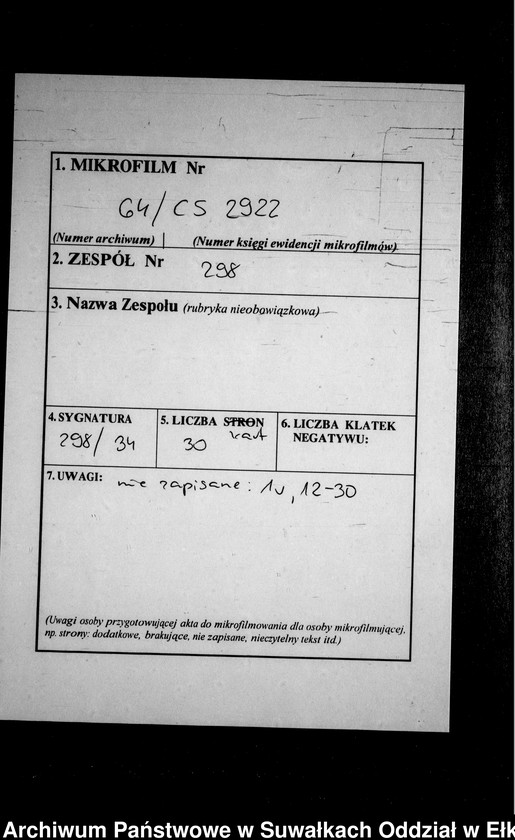 1. MIKROFILM Nr
64/CS 2922
(Numer archiwum) | (Numer księgi ewidencji mikrofilmów)
2. ZESPÓŁ Nr
298
3. Nazwa Zespołu (rubryka nieobowiązkowa)
4. SYGNATURA
298/34
5. LICZBA STRON
kart
30
6. LICZBA KLATEK
NEGATYWU:
7. UWAGI: nie zapisane: 1v, 12-30
(Uwagi osoby przygotowującej akta do mikrofilmowania dla osoby mikrofilmującej.
np. strony: dodatkowe, brakujące, nie zapisane, nieczytelny tekst itd.)
Archiwum Państwowe w Suwałkach Oddział w Ełk